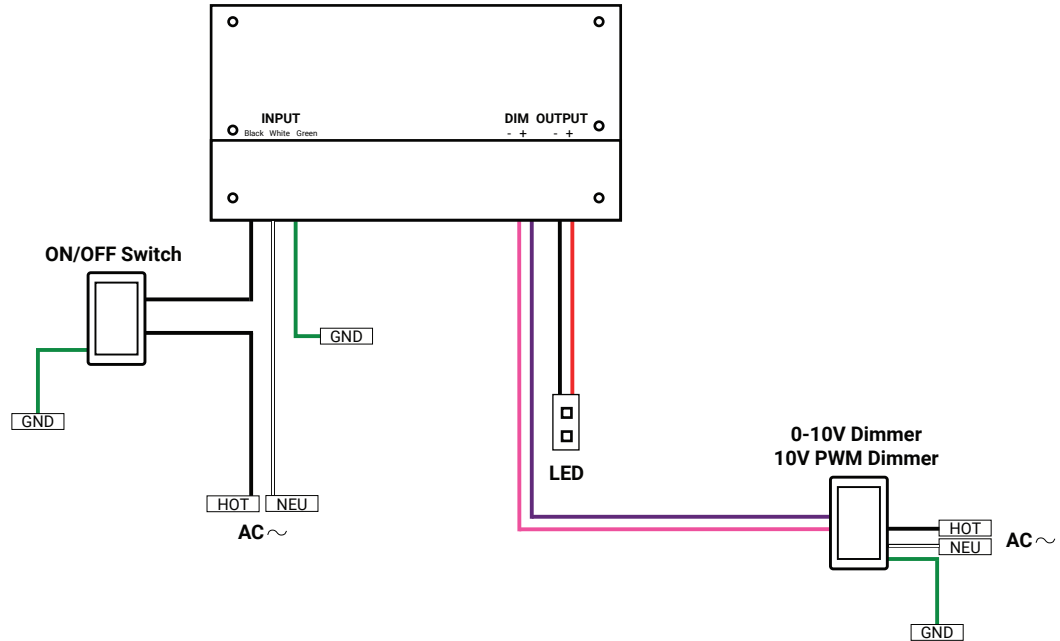 INPUT
Black White Green
DIM OUTPUT
- + - +
ON/OFF Switch
GND
GND
HOT NEU
AC
LED
0-10V Dimmer
10V PWM Dimmer
HOT
NEU
AC
GND